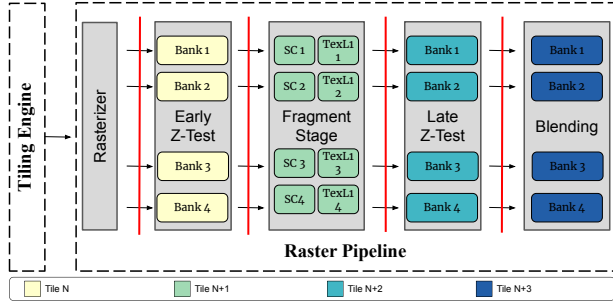 Tiling Engine
Rasterizer
Bank 1
Bank 2
Early
Z-Test
Bank 3
Bank 4
SC 1
TexL1
1
SC 2
TexL1
2
Fragment
Stage
SC 3
TexL1
3
SC4
TexL1
4
Bank 1
Bank 2
Late
Z-Test
Bank 3
Bank 4
Bank 1
Bank 2
Blending
Bank 3
Bank 4
Raster Pipeline
Tile N
Tile N+1
Tile N+2
Tile N+3